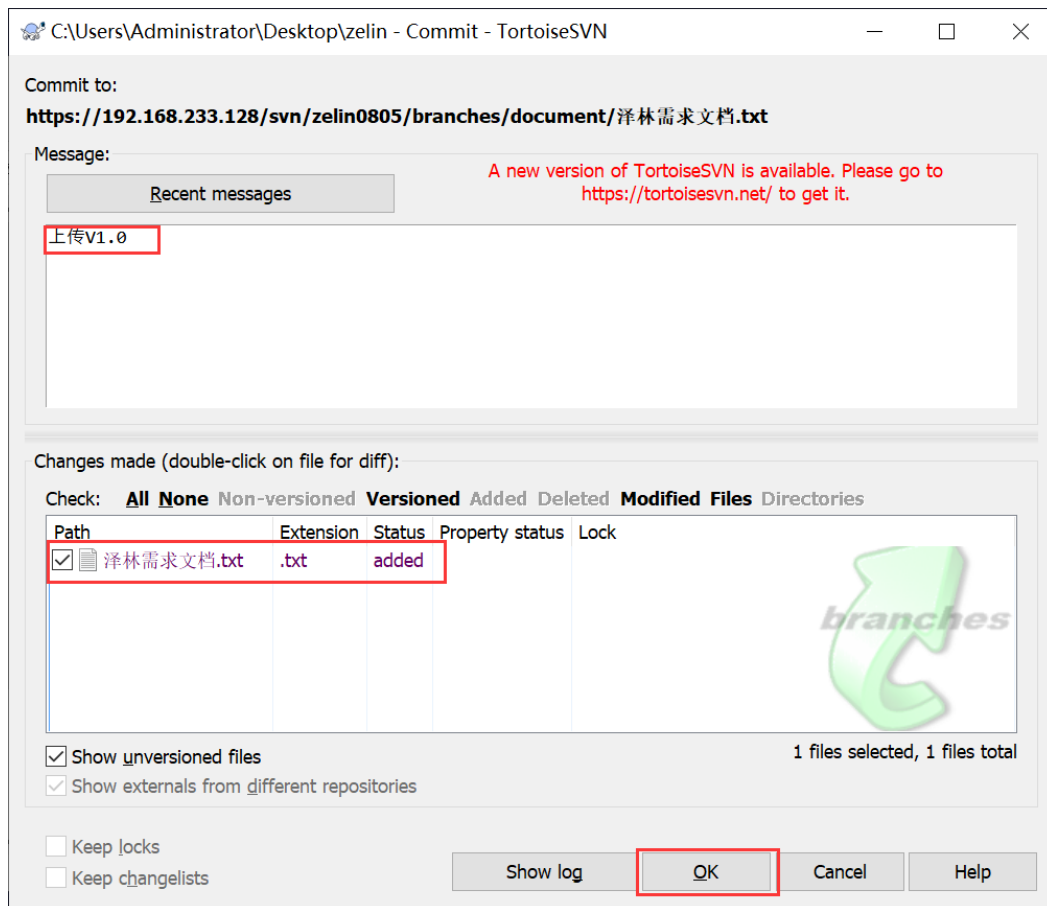 C:\Users\Administrator\Desktop\zelin - Commit - TortoiseSVN
Commit to:
https://192.168.233.128/svn/zelin0805/branches/document/泽林需求文档.txt
Message:
Recent messages
A new version of TortoiseSVN is available. Please go to
https://tortoisesvn.net/ to get it.
上传V1.0
Changes made (double-click on file for diff):
Check: All None Non-versioned Versioned Added Deleted Modified Files Directories
Path Extension Status Property status Lock
泽林需求文档.txt .txt added
branches
Show unversioned files
1 files selected, 1 files total
Show externals from different repositories
Keep locks
Keep changelists
Show log OK Cancel Help